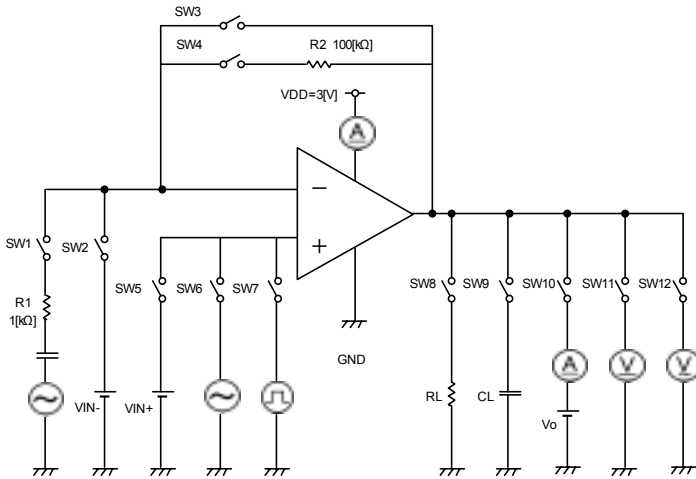 SW3
SW4
R2 100[kΩ]
VDD=3[V]
A
−
+
SW1
SW2
SW5
SW6
SW7
SW8
SW9
SW10
SW11
SW12
R1
1[kΩ]
GND
A
V
V
VIN-
VIN+
RL
CL
Vo